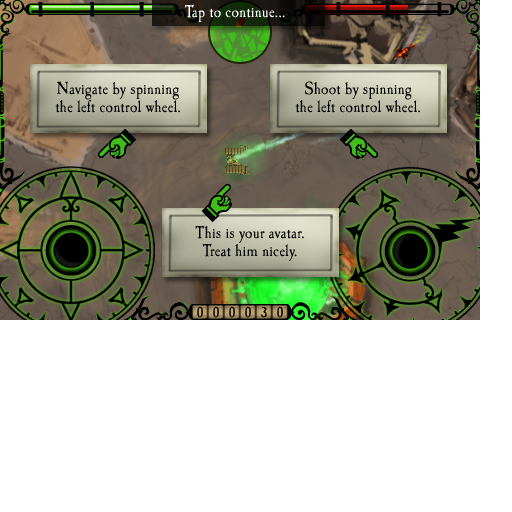 Tap to continue...
Navigate by spinning
the left control wheel.
Shoot by spinning
the left control wheel.
This is your avatar.
Treat him nicely.
000030